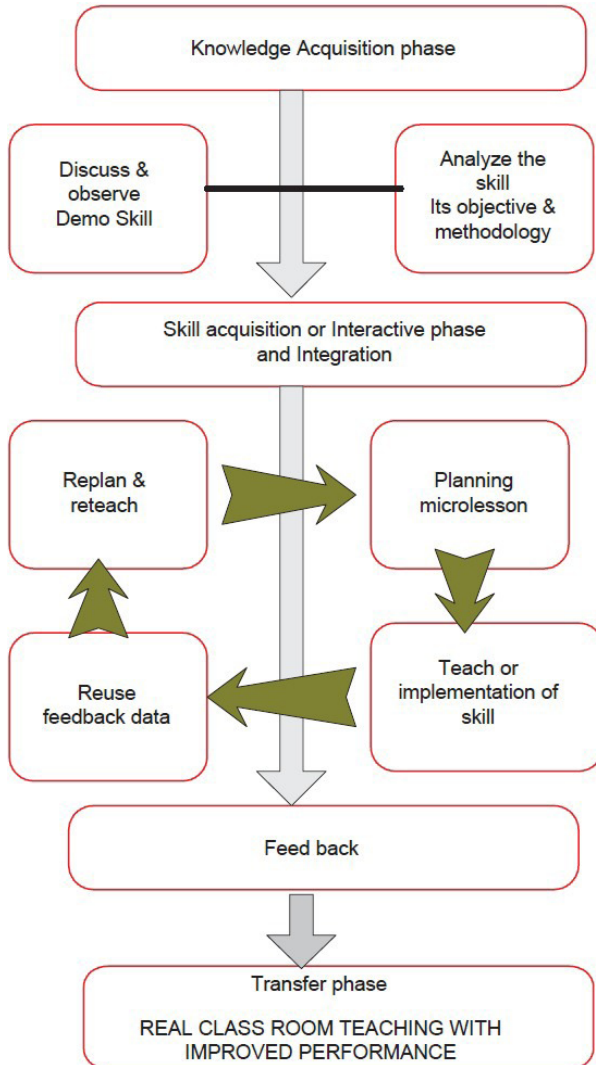 Knowledge Acquisition phase
Discuss &
observe
Demo Skill
Analyze the
skill
Its objective &
methodology
Skill acquisition or Interactive phase
and Integration
Replan &
reteach
Planning
microlesson
Reuse
feedback data
Teach or
implementation of
skill
Feed back
Transfer phase
REAL CLASS ROOM TEACHING WITH
IMPROVED PERFORMANCE